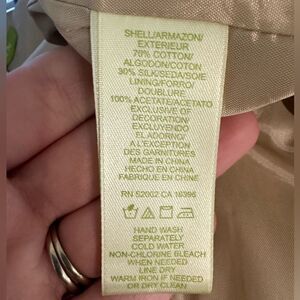 SHELL/ARMAZON/
EXTERIEUR
70% COTTON/
ALGODON/COTON
30% SILK/SEDA/SOIE
LINING/FORRO/
DOUBLURE
100% ACETATE/ACETATO
EXCLUSIVE OF
DECORATION/
EXCLUYENDO
EL ADORNO/
A L'EXCEPTION
DES GARNITURES
MADE IN CHINA
HECHO EN CHINA
FABRIQUE EN CHINE
RN 52002 CA 16396
HAND WASH
SEPARATELY
COLD WATER
NON-CHLORINE BLEACH
WHEN NEEDED
LINE DRY
WARM IRON IF NEEDED
OR DRY CLEAN